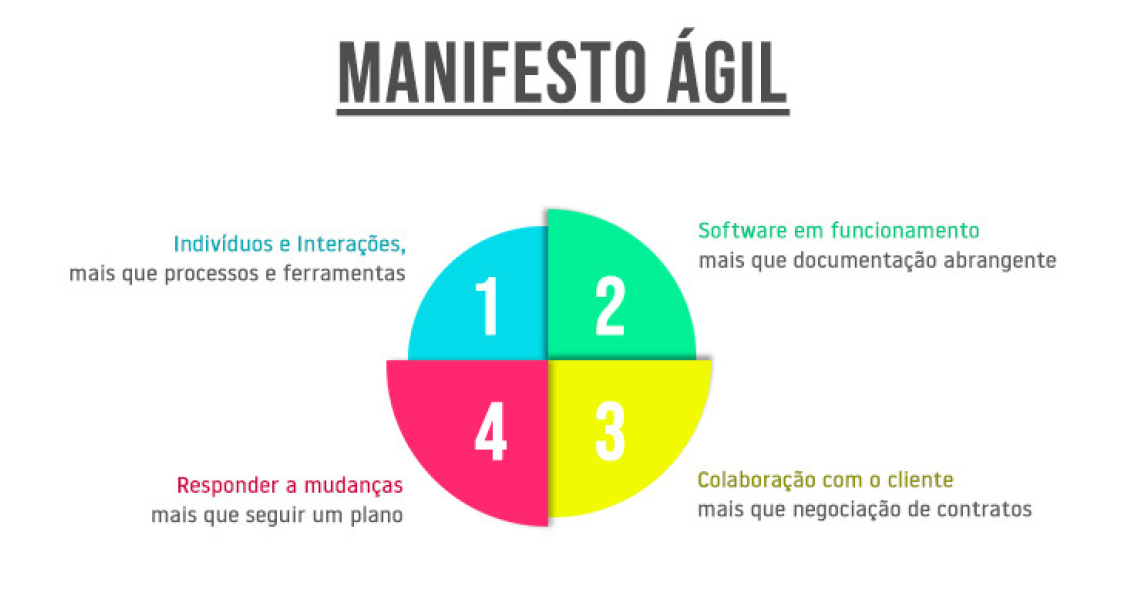 MANIFESTO ÁGIL
Indivíduos e Interações,
mais que processos e ferramentas
1
2
Software em funcionamento
mais que documentação abrangente
Responder a mudanças
mais que seguir um plano
4
3
Colaboração com o cliente
mais que negociação de contratos